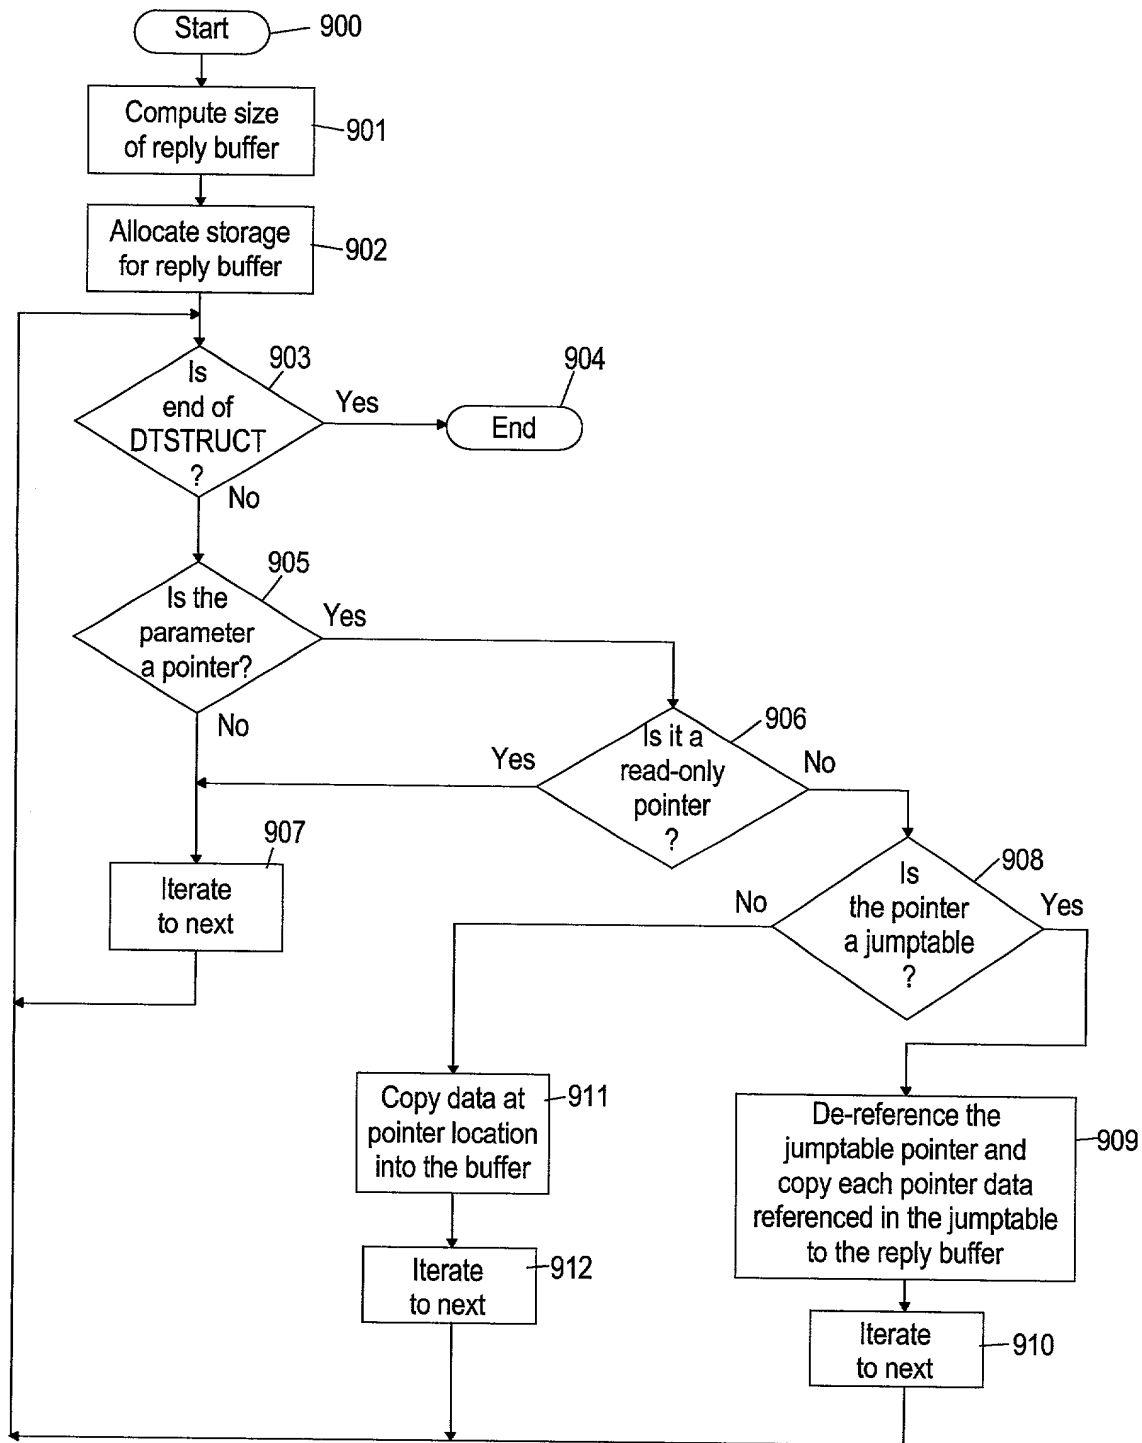 Start
900
Compute size
of reply buffer
901
Allocate storage
for reply buffer
902
Is
end of
DTSTRUCT
?
903
Yes
End
904
No
Is the
parameter
a pointer?
905
Yes
No
Is it a
read-only
pointer
?
906
Yes
No
Iterate
to next
907
Is
the pointer
a jumptable
?
908
No
Yes
Copy data at
pointer location
into the buffer
911
De-reference the
jumptable pointer and
copy each pointer data
referenced in the jumptable
to the reply buffer
909
Iterate
to next
912
Iterate
to next
910